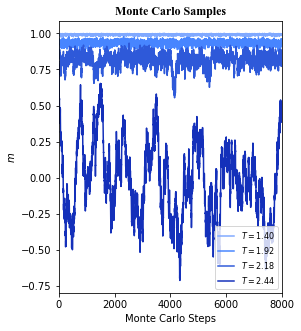 Monte Carlo Samples
1.00
0.75
0.50
0.25
0.00
−0.25
−0.50
−0.75
m
0
2000
4000
6000
8000
Monte Carlo Steps
T = 1.40
T = 1.92
T = 2.18
T = 2.44